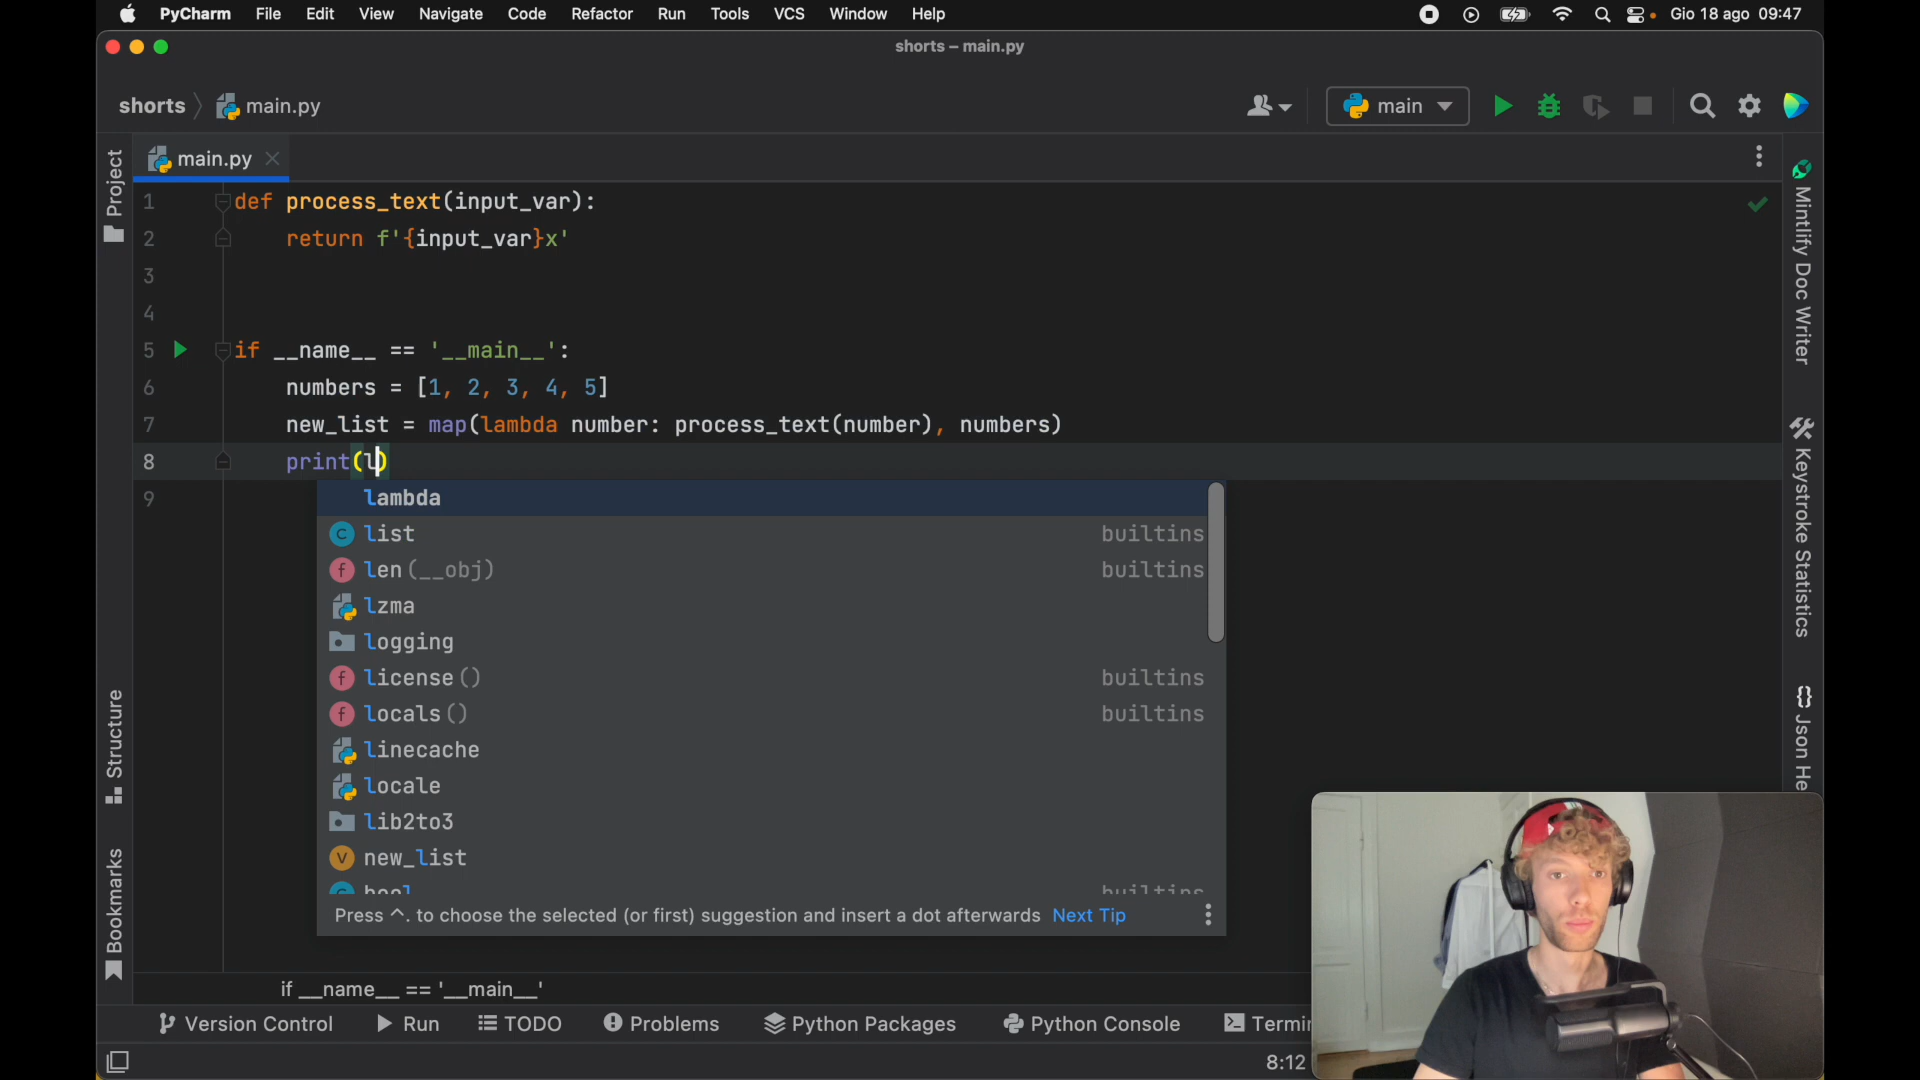 PyCharm File Edit View Navigate Code Refactor Run Tools VCS Window Help Gio 18 ago 09:47
shorts – main.py
shorts main.py main
main.py
Project
Structure
Bookmarks
1 def process_text(input_var):
2 return f'{input_var}x'
3
4
5 if __name__ == '__main__':
6 numbers = [1, 2, 3, 4, 5]
7 new_list = map(lambda number: process_text(number), numbers)
8 print(l)
9
lambda
list builtins
len(__obj) builtins
lzma
logging
license() builtins
locals() builtins
linecache
locale
lib2to3
new_list
bool builtins
Press ^. to choose the selected (or first) suggestion and insert a dot afterwards Next Tip
Mintlify Doc Writer
Keystroke Statistics
{} Json He
if __name__ == '__main__'
Version Control Run TODO Problems Python Packages Python Console Termin
8:12